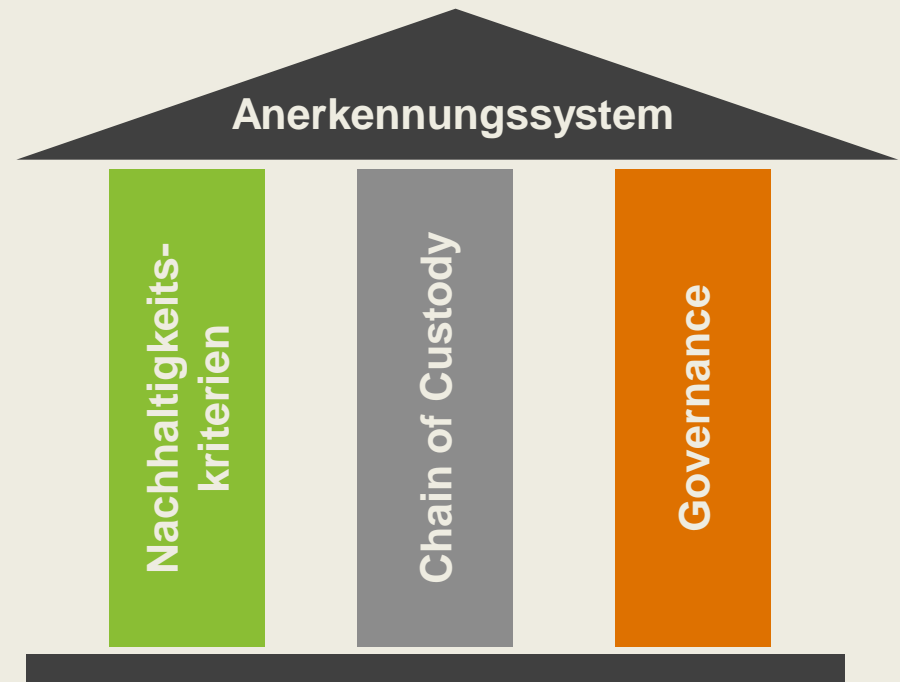 Anerkennungssystem
Nachhaltigkeits-
kriterien
Chain of Custody
Governance